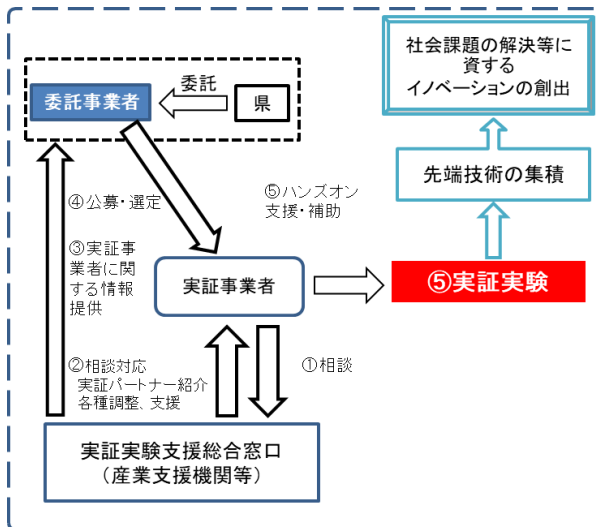 社会課題の解決等に
資する
イノベーションの創出
委託
委託事業者
県
先端技術の集積
④公募・選定
⑤ハンズオン
支援・補助
③実証事
業者に関
する情報
提供
実証事業者
⑤実証実験
②相談対応
実証パートナー紹介
各種調整、支援
①相談
実証実験支援総合窓口
（産業支援機関等）